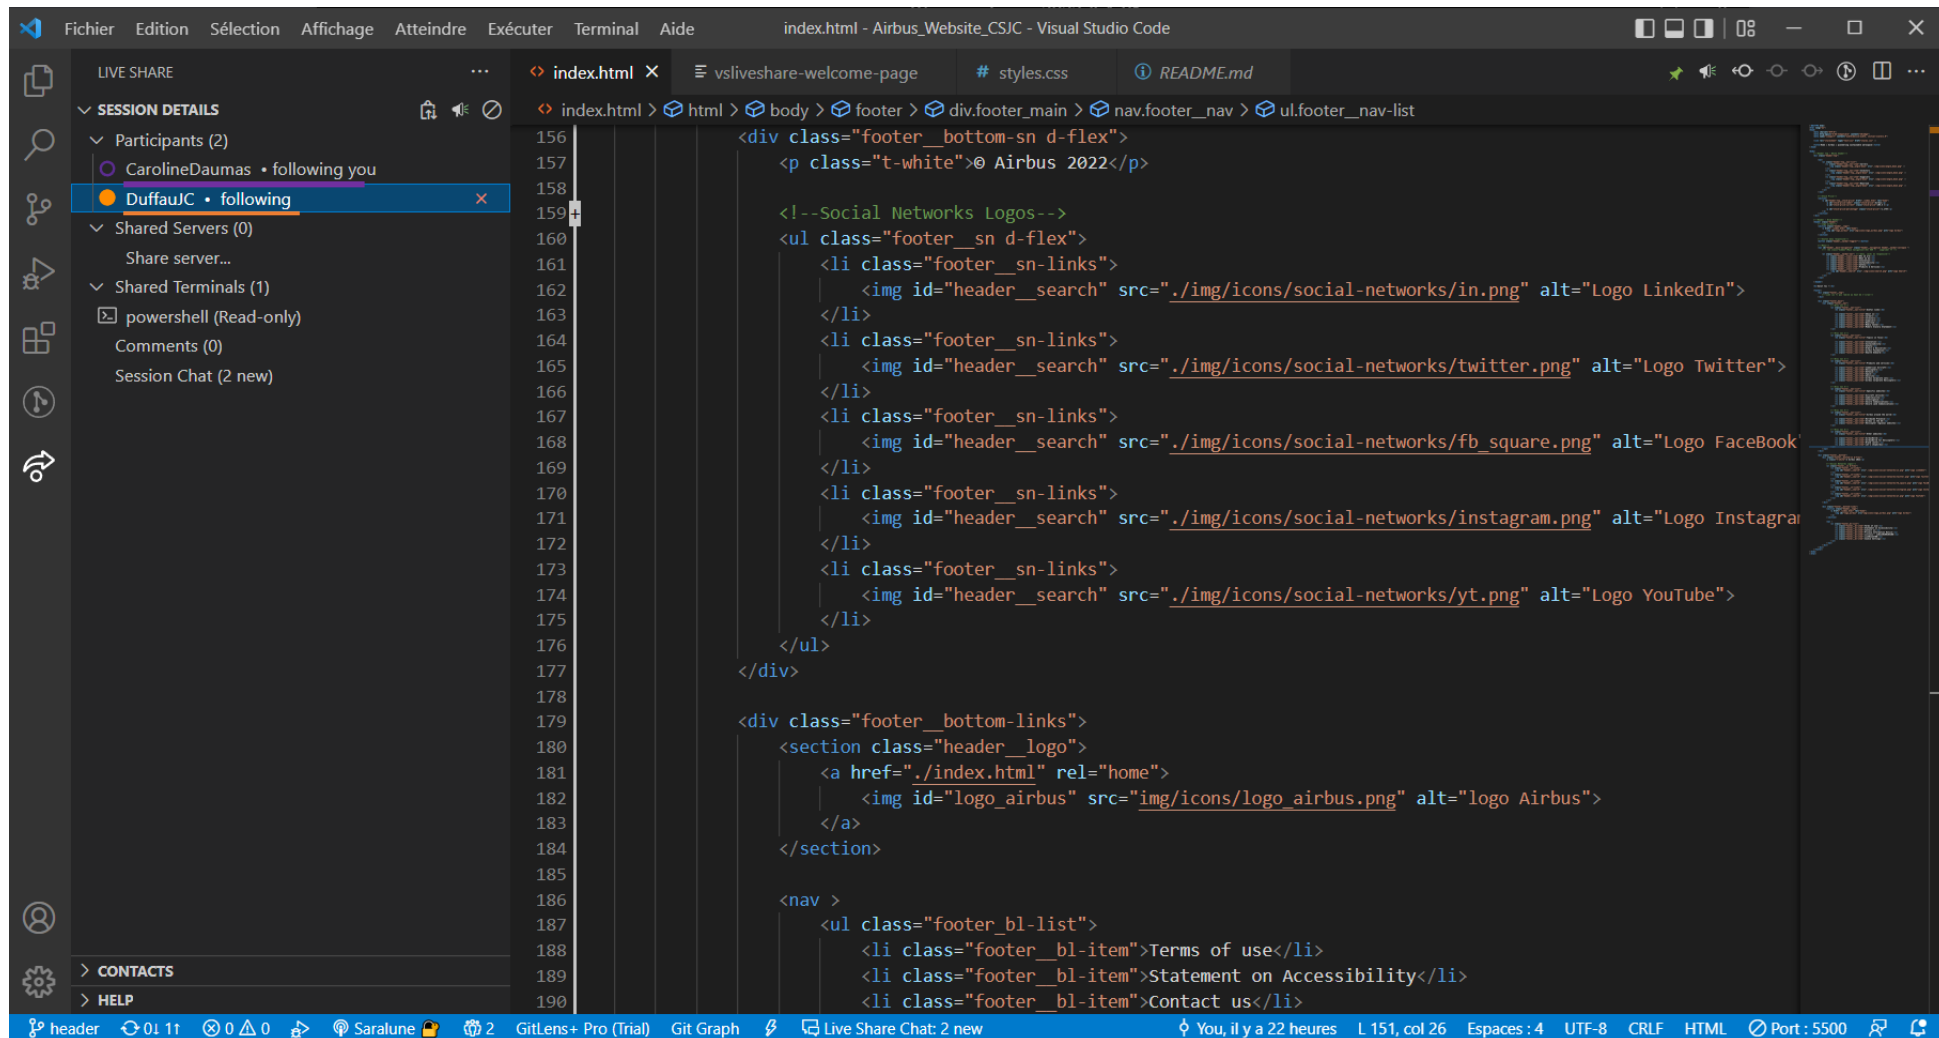 Fichier Edition Sélection Affichage Atteindre Exécuter Terminal Aide
index.html - Airbus_Website_CSJC - Visual Studio Code
LIVE SHARE
SESSION DETAILS
Participants (2)
CarolineDaumas • following you
DuffauJC • following
Shared Servers (0)
Share server...
Shared Terminals (1)
powershell (Read-only)
Comments (0)
Session Chat (2 new)
CONTACTS
HELP
index.html vsliveshare-welcome-page # styles.css README.md
index.html > html > body > footer > div.footer_main > nav.footer__nav > ul.footer__nav-list
156 <div class="footer__bottom-sn d-flex">
157 <p class="t-white">© Airbus 2022</p>
158
159 <!--Social Networks Logos-->
160 <ul class="footer__sn d-flex">
161 <li class="footer__sn-links">
162 <img id="header__search" src="./img/icons/social-networks/in.png" alt="Logo LinkedIn">
163 </li>
164 <li class="footer__sn-links">
165 <img id="header__search" src="./img/icons/social-networks/twitter.png" alt="Logo Twitter">
166 </li>
167 <li class="footer__sn-links">
168 <img id="header__search" src="./img/icons/social-networks/fb_square.png" alt="Logo FaceBook"
169 </li>
170 <li class="footer__sn-links">
171 <img id="header__search" src="./img/icons/social-networks/instagram.png" alt="Logo Instagram
172 </li>
173 <li class="footer__sn-links">
174 <img id="header__search" src="./img/icons/social-networks/yt.png" alt="Logo YouTube">
175 </li>
176 </ul>
177 </div>
178
179 <div class="footer__bottom-links">
180 <section class="header__logo">
181 <a href="./index.html" rel="home">
182 <img id="logo_airbus" src="img/icons/logo_airbus.png" alt="logo Airbus">
183 </a>
184 </section>
185
186 <nav >
187 <ul class="footer_bl-list">
188 <li class="footer__bl-item">Terms of use</li>
189 <li class="footer__bl-item">Statement on Accessibility</li>
190 <li class="footer__bl-item">Contact us</li>
header 0↓ 1↑ 0 0 Saralune 2 GitLens+ Pro (Trial) Git Graph Live Share Chat: 2 new You, il y a 22 heures L 151, col 26 Espaces : 4 UTF-8 CRLF HTML Port : 5500